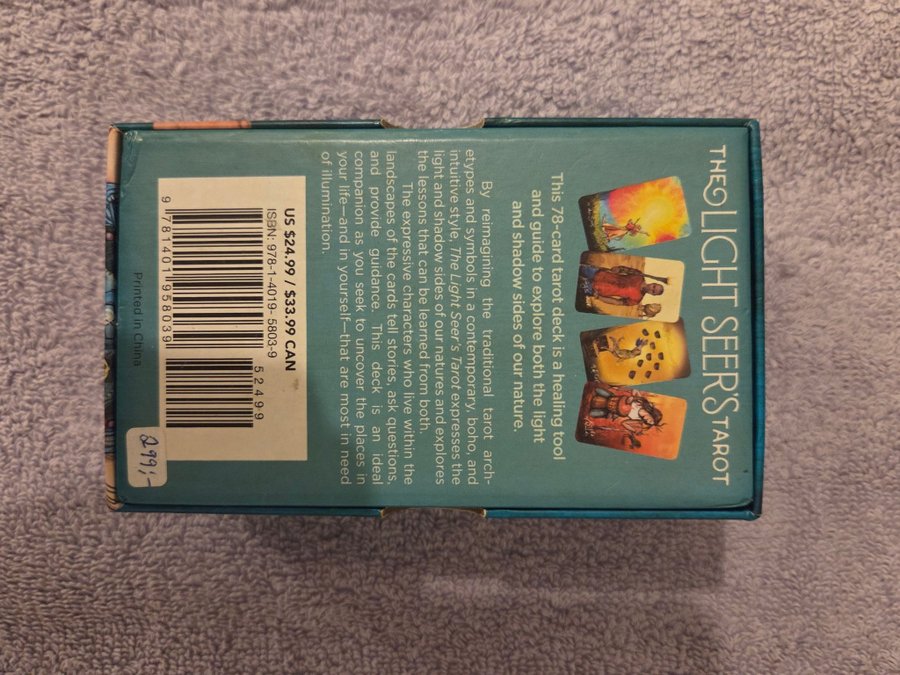 THE LIGHT SEER'S TAROT
This 78-card tarot deck is a healing tool
and guide to explore both the light
and shadow sides of our nature.
By reimagining the traditional tarot arch-
etypes and symbols in a contemporary, boho, and
intuitive style, The Light Seer's Tarot expresses the
light and shadow sides of our natures and explores
the lessons that can be learned from both.
The expressive characters who live within the
landscapes of the cards tell stories, ask questions,
and provide guidance. This deck is an ideal
companion as you seek to uncover the places in
your life—and in yourself—that are most in need
of illumination.
US $24.99 / $33.99 CAN
ISBN: 978-1-4019-5803-9
52499
9 781401 958039
Printed in China
299,-